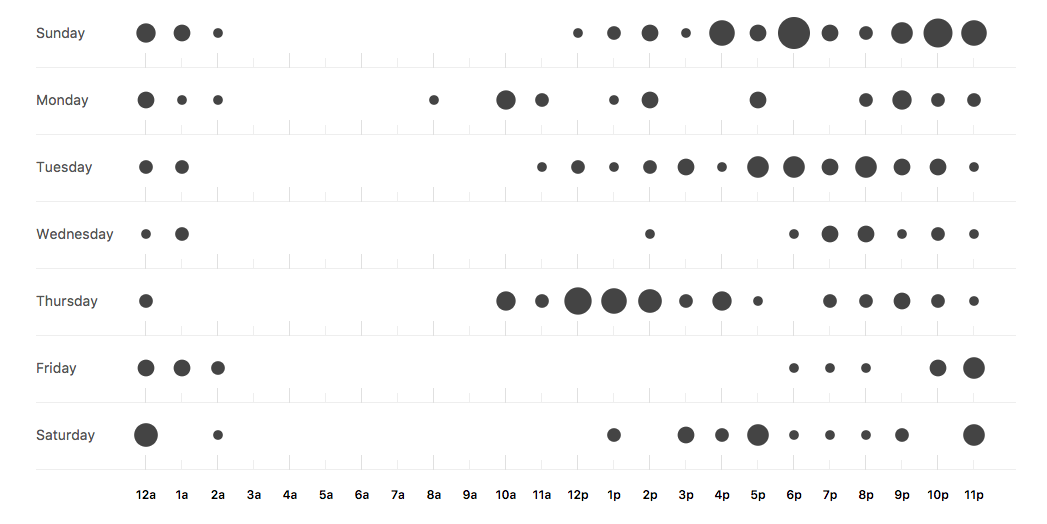 Sunday
Monday
Tuesday
Wednesday
Thursday
Friday
Saturday
12a 1a 2a 3a 4a 5a 6a 7a 8a 9a 10a 11a 12p 1p 2p 3p 4p 5p 6p 7p 8p 9p 10p 11p